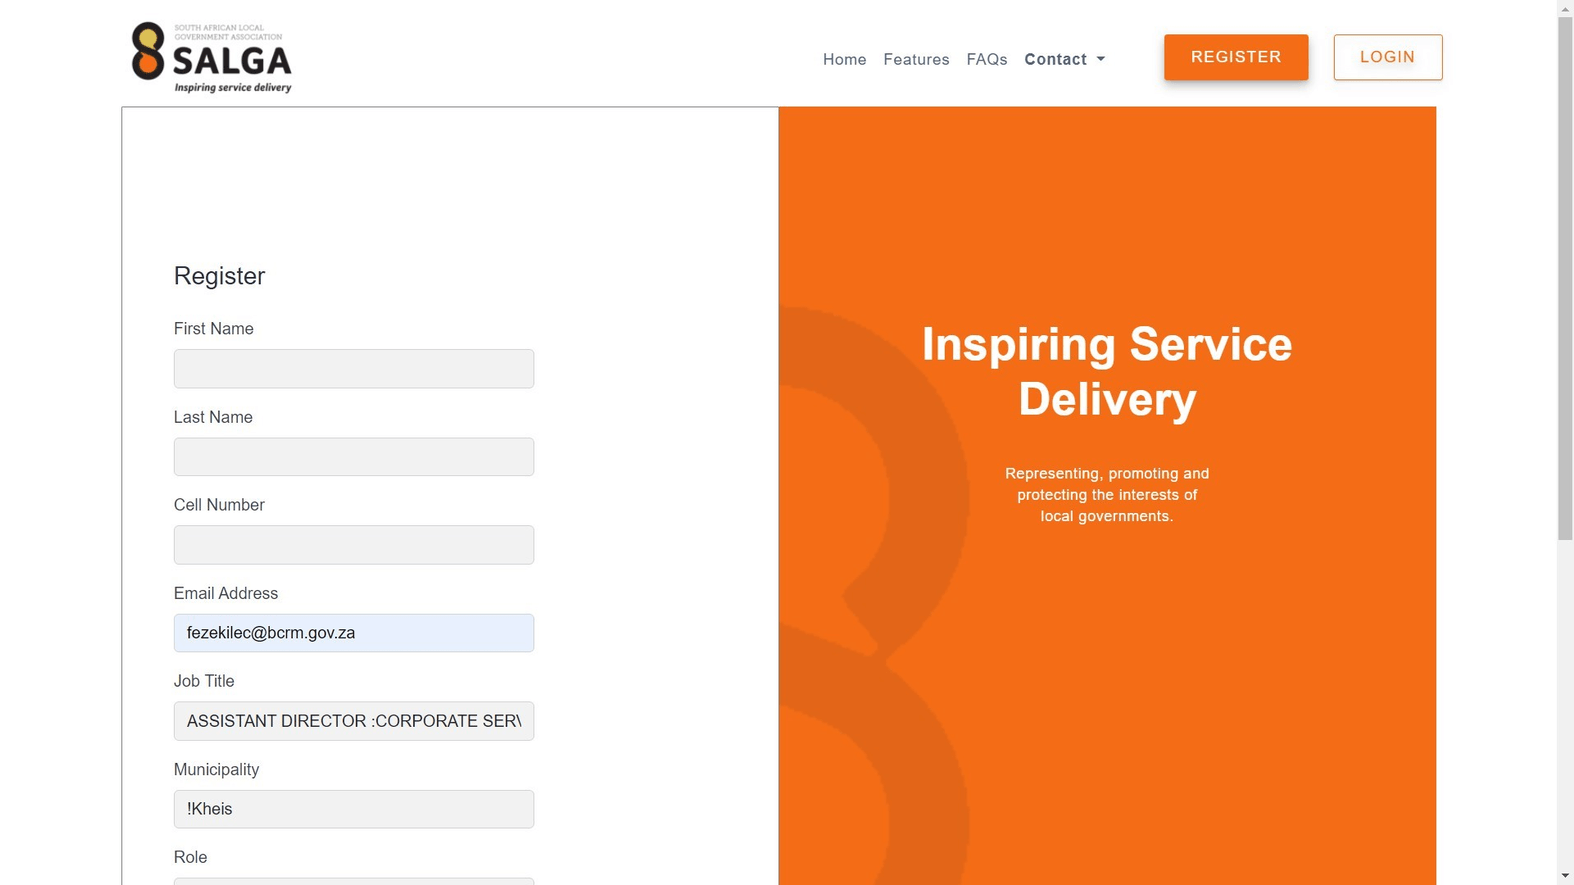 SOUTH AFRICAN LOCAL
GOVERNMENT ASSOCIATION
SALGA
Inspiring service delivery
Home Features FAQs Contact REGISTER LOGIN
Register
First Name
Last Name
Cell Number
Email Address
fezekilec@bcrm.gov.za
Job Title
ASSISTANT DIRECTOR :CORPORATE SERV
Municipality
!Kheis
Role
Inspiring Service
Delivery
Representing, promoting and
protecting the interests of
local governments.